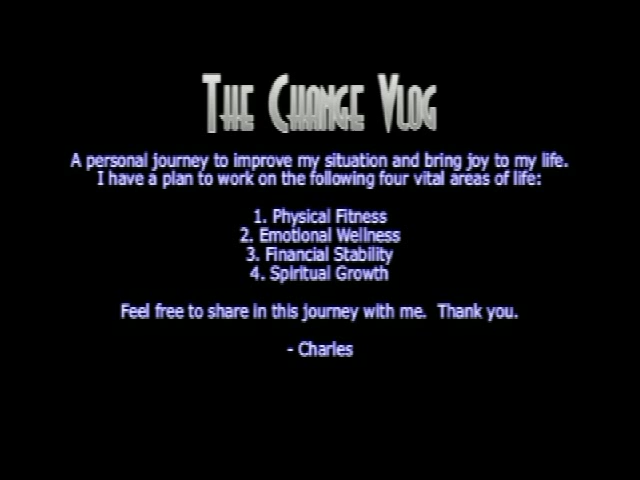 The Change Vlog
A personal journey to improve my situation and bring joy to my life.
I have a plan to work on the following four vital areas of life:
1. Physical Fitness
2. Emotional Wellness
3. Financial Stability
4. Spiritual Growth
Feel free to share in this journey with me.  Thank you.
- Charles